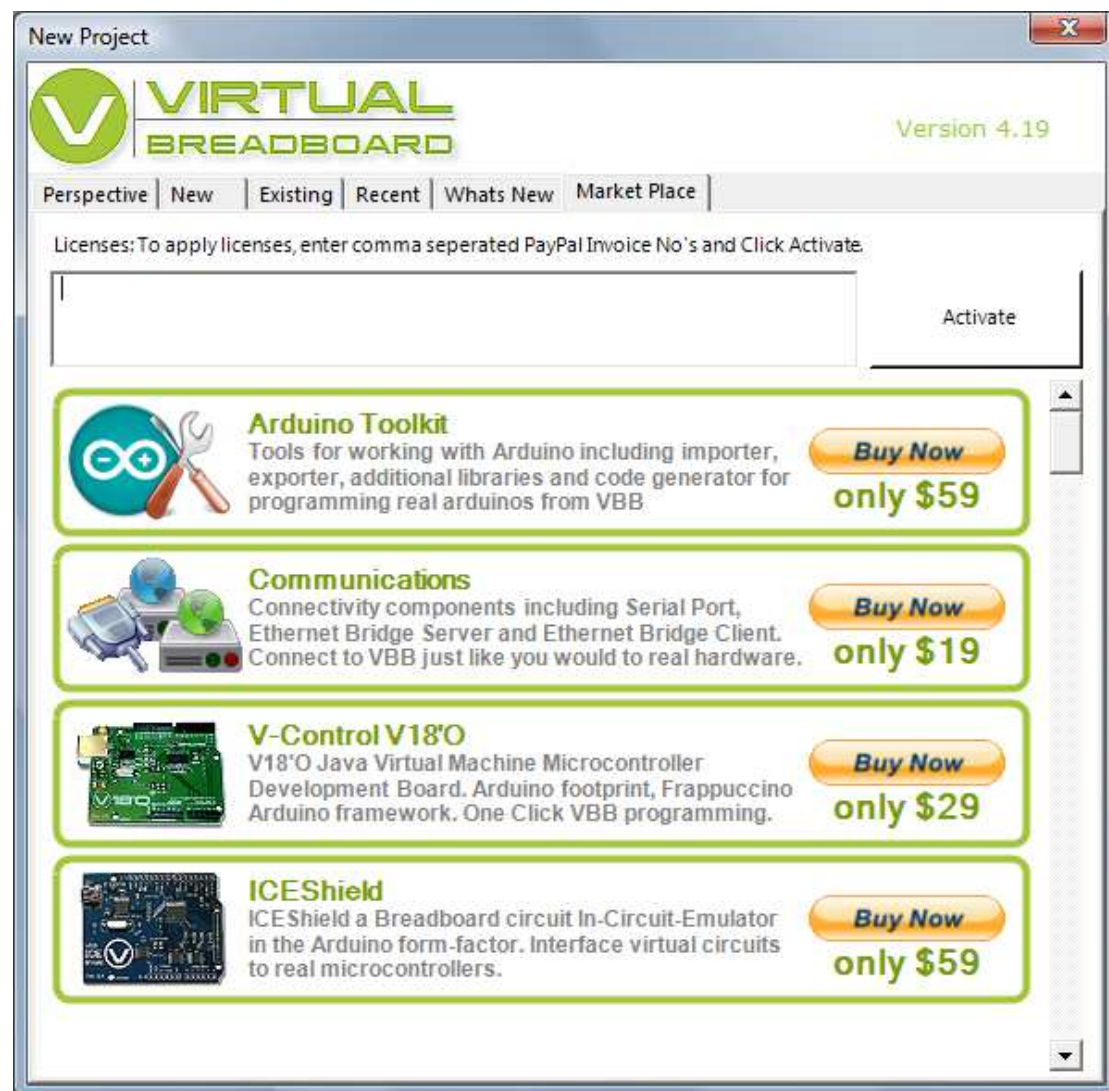 New Project
VIRTUAL
BREADBOARD
Version 4.19
Perspective New Existing Recent Whats New Market Place
Licenses: To apply licenses, enter comma seperated PayPal Invoice No's and Click Activate.
Activate
Arduino Toolkit
Tools for working with Arduino including importer,
exporter, additional libraries and code generator for
programming real arduinos from VBB
Buy Now
only $59
Communications
Connectivity components including Serial Port,
Ethernet Bridge Server and Ethernet Bridge Client.
Connect to VBB just like you would to real hardware.
Buy Now
only $19
V-Control V18'O
V18'O Java Virtual Machine Microcontroller
Development Board. Arduino footprint, Frappuccino
Arduino framework. One Click VBB programming.
Buy Now
only $29
ICEShield
ICEShield a Breadboard circuit In-Circuit-Emulator
in the Arduino form-factor. Interface virtual circuits
to real microcontrollers.
Buy Now
only $59